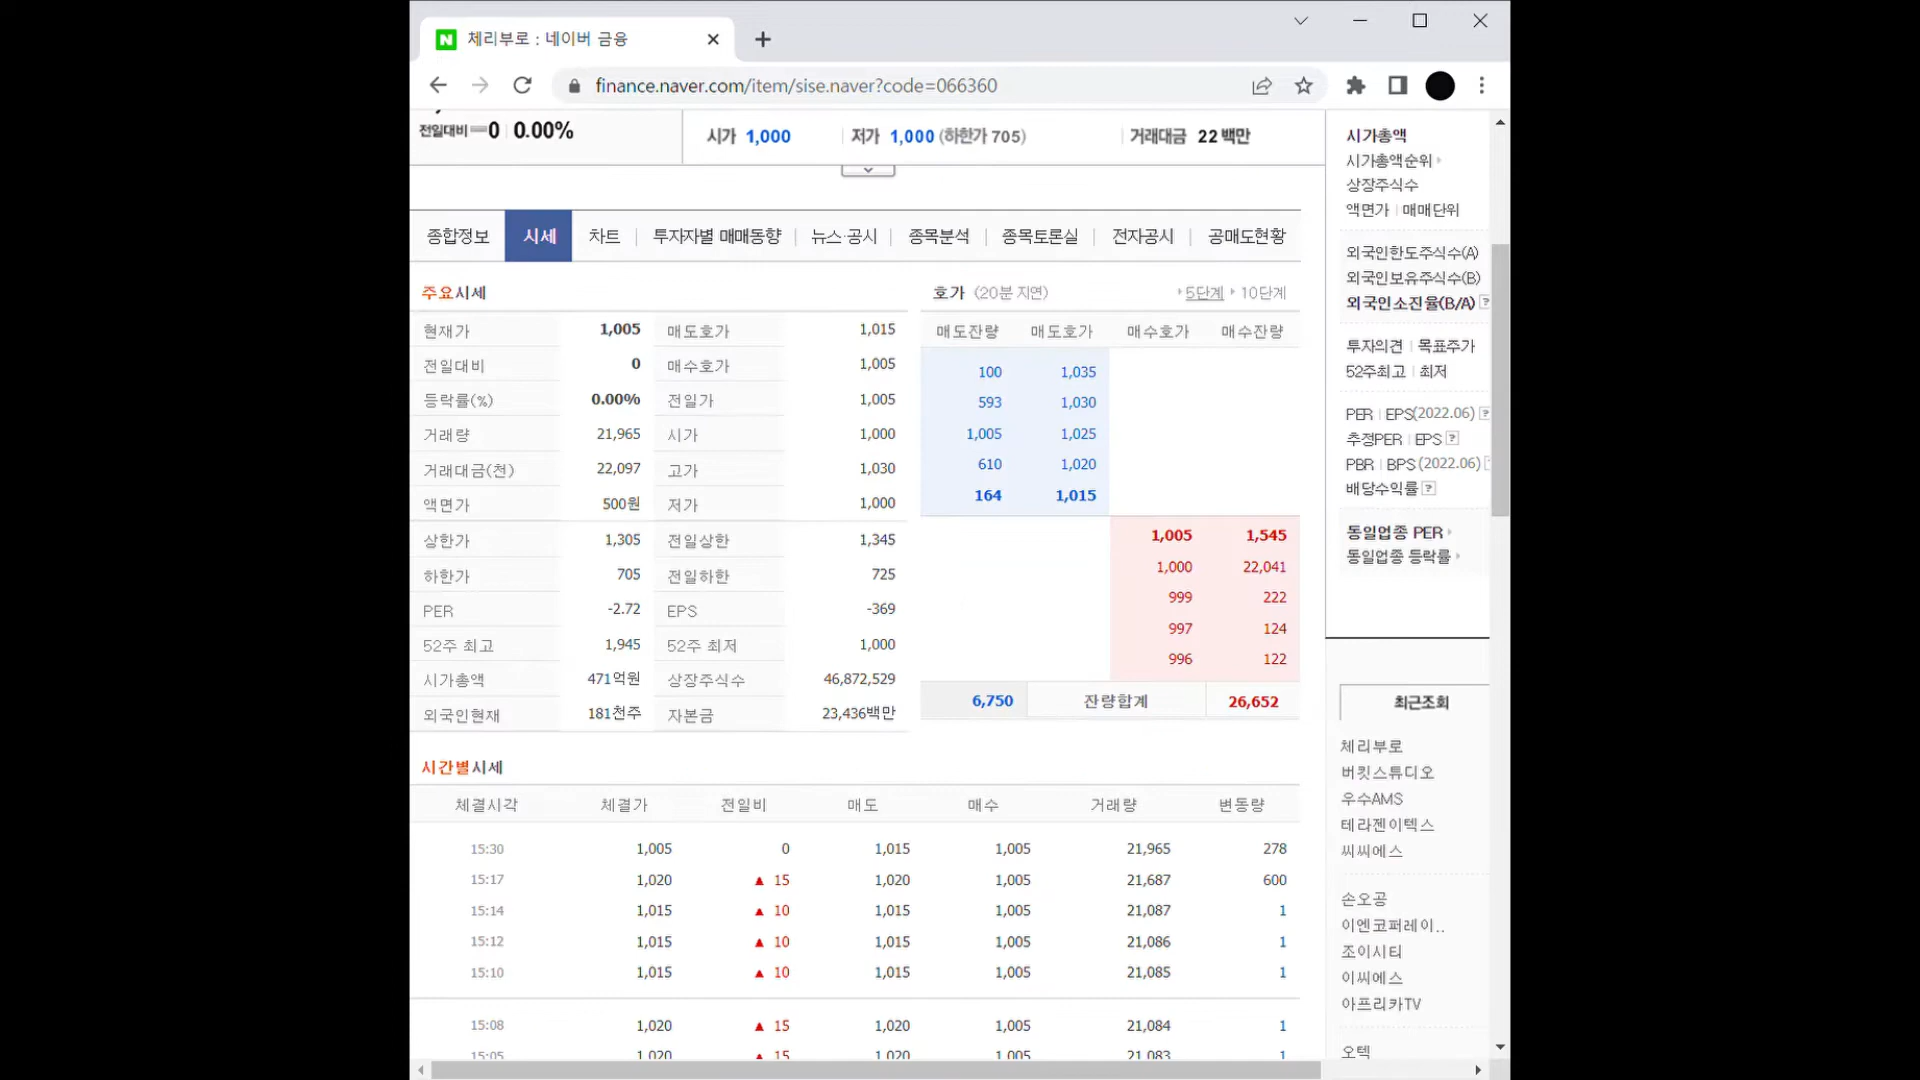 체리부로 : 네이버 금융
finance.naver.com/item/sise.naver?code=066360
전일대비 0 0.00%
시가 1,000 저가 1,000 (하한가 705) 거래대금 22 백만
종합정보 시세 차트 투자자별 매매동향 뉴스·공시 종목분석 종목토론실 전자공시 공매도현황
주요시세
현재가 1,005 매도호가 1,015
전일대비 0 매수호가 1,005
등락률(%) 0.00% 전일가 1,005
거래량 21,965 시가 1,000
거래대금(천) 22,097 고가 1,030
액면가 500원 저가 1,000
상한가 1,305 전일상한 1,345
하한가 705 전일하한 725
PER -2.72 EPS -369
52주 최고 1,945 52주 최저 1,000
시가총액 471억원 상장주식수 46,872,529
외국인현재 181천주 자본금 23,436백만
호가 (20분 지연) 5단계 10단계
매도잔량 매도호가 매수호가 매수잔량
100 1,035
593 1,030
1,005 1,025
610 1,020
164 1,015
1,005 1,545
1,000 22,041
999 222
997 124
996 122
6,750 잔량합계 26,652
시간별시세
체결시각 체결가 전일비 매도 매수 거래량 변동량
15:30 1,005 0 1,015 1,005 21,965 278
15:17 1,020 ▲ 15 1,020 1,005 21,687 600
15:14 1,015 ▲ 10 1,015 1,005 21,087 1
15:12 1,015 ▲ 10 1,015 1,005 21,086 1
15:10 1,015 ▲ 10 1,015 1,005 21,085 1
15:08 1,020 ▲ 15 1,020 1,005 21,084 1
15:05 1,020 ▲ 15 1,020 1,005 21,083 1
시가총액
시가총액순위
상장주식수
액면가 매매단위
외국인한도주식수(A)
외국인보유주식수(B)
외국인소진율(B/A) ?
투자의견 목표주가
52주최고 최저
PER EPS(2022.06) ?
추정PER EPS ?
PBR BPS(2022.06)
배당수익률 ?
동일업종 PER
동일업종 등락률
최근조회
체리부로
버킷스튜디오
우수AMS
테라젠이텍스
씨씨에스
손오공
이엔코퍼레이..
조이시티
이씨에스
아프리카TV
오텍